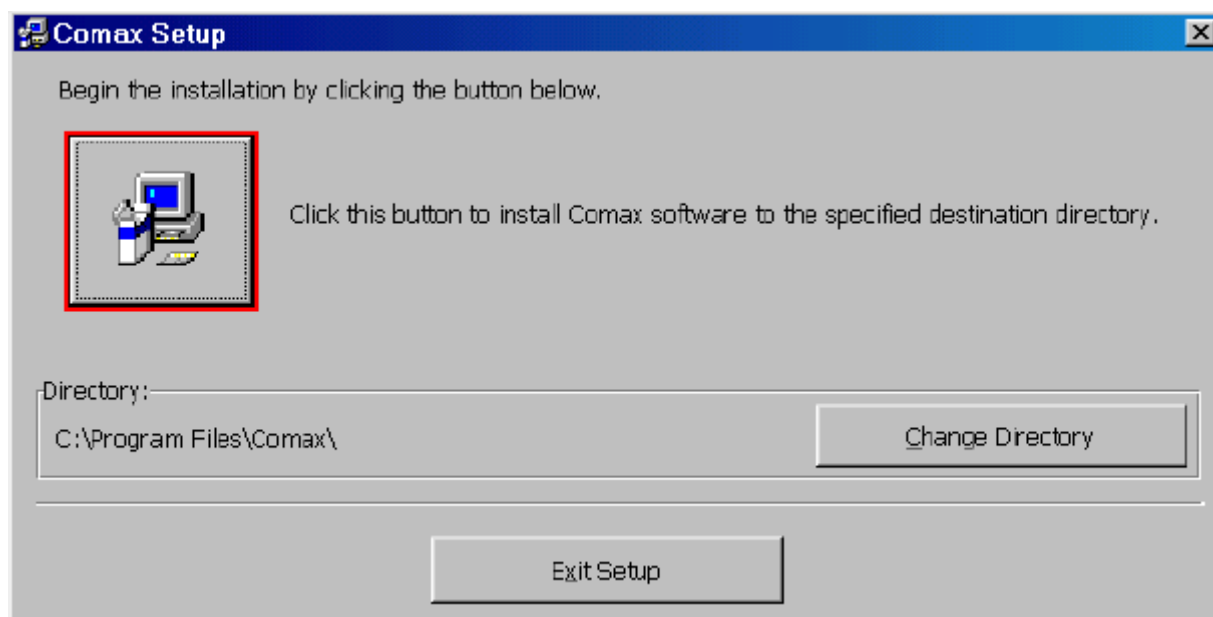 Comax Setup
Begin the installation by clicking the button below.
Click this button to install Comax software to the specified destination directory.
Directory:
C:\Program Files\Comax\
Change Directory
Exit Setup